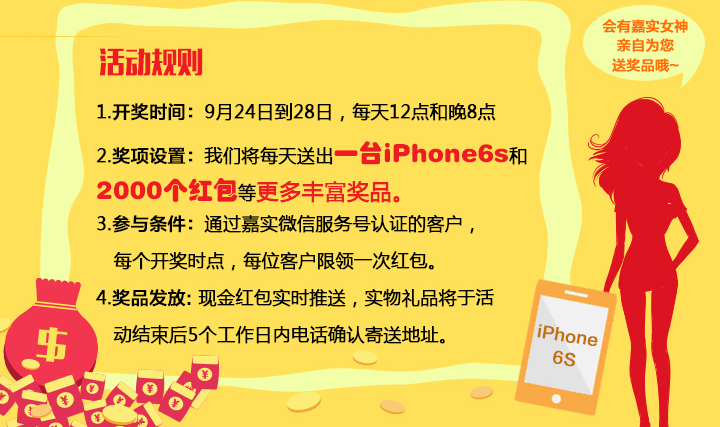 会有嘉实女神
亲自为您
送奖品哦~
活动规则
1.开奖时间：9月24日到28日，每天12点和晚8点
2.奖项设置：我们将每天送出一台iPhone6s和
2000个红包等更多丰富奖品。
3.参与条件：通过嘉实微信服务号认证的客户，
每个开奖时点，每位客户限领一次红包。
4.奖品发放: 现金红包实时推送，实物礼品将于活
动结束后5个工作日内电话确认寄送地址。
iPhone
6S
$
¥
¥
¥
¥
¥
¥